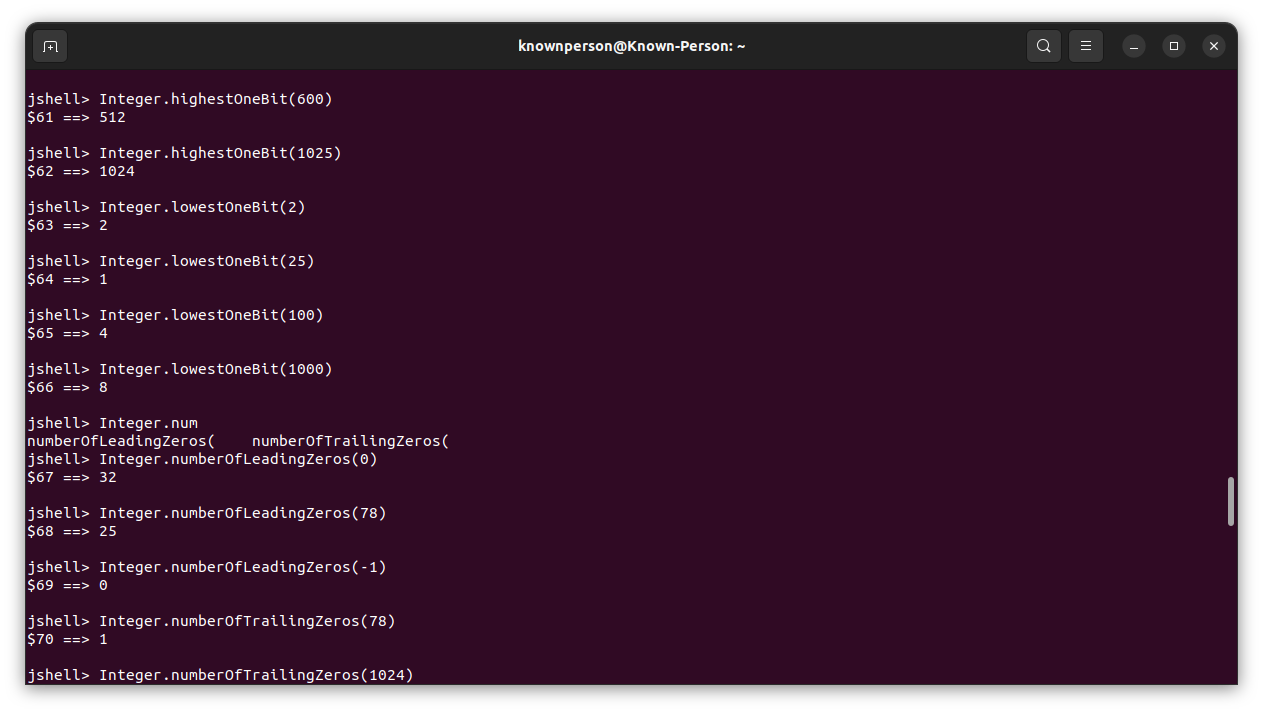 knownperson@Known-Person: ~
jshell> Integer.highestOneBit(600)
$61 ==> 512
jshell> Integer.highestOneBit(1025)
$62 ==> 1024
jshell> Integer.lowestOneBit(2)
$63 ==> 2
jshell> Integer.lowestOneBit(25)
$64 ==> 1
jshell> Integer.lowestOneBit(100)
$65 ==> 4
jshell> Integer.lowestOneBit(1000)
$66 ==> 8
jshell> Integer.num
numberOfLeadingZeros(    numberOfTrailingZeros(
jshell> Integer.numberOfLeadingZeros(0)
$67 ==> 32
jshell> Integer.numberOfLeadingZeros(78)
$68 ==> 25
jshell> Integer.numberOfLeadingZeros(-1)
$69 ==> 0
jshell> Integer.numberOfTrailingZeros(78)
$70 ==> 1
jshell> Integer.numberOfTrailingZeros(1024)